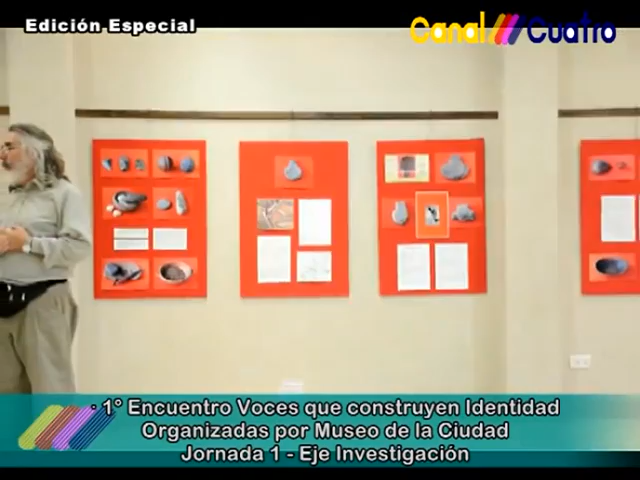 Edición Especial
Canal Cuatro
1° Encuentro Voces que construyen Identidad
Organizadas por Museo de la Ciudad
Jornada 1 - Eje Investigación